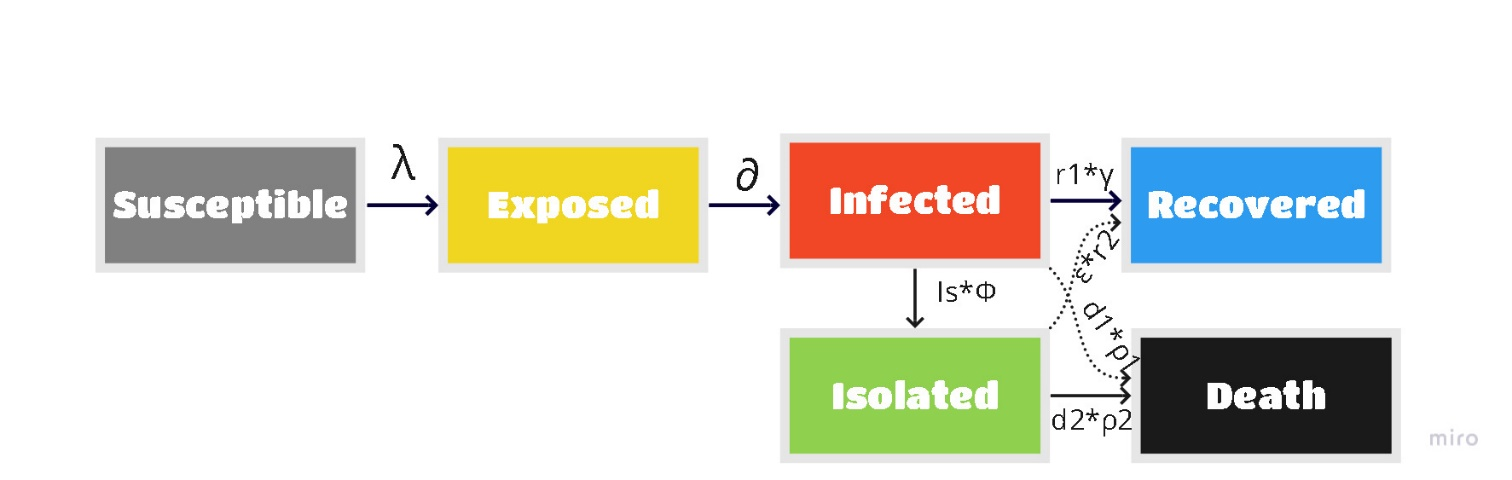 Susceptible
λ
Exposed
∂
Infected
r1*γ
Recovered
ε*r2
Is*Φ
d1*ρ1
Isolated
d2*ρ2
Death
miro